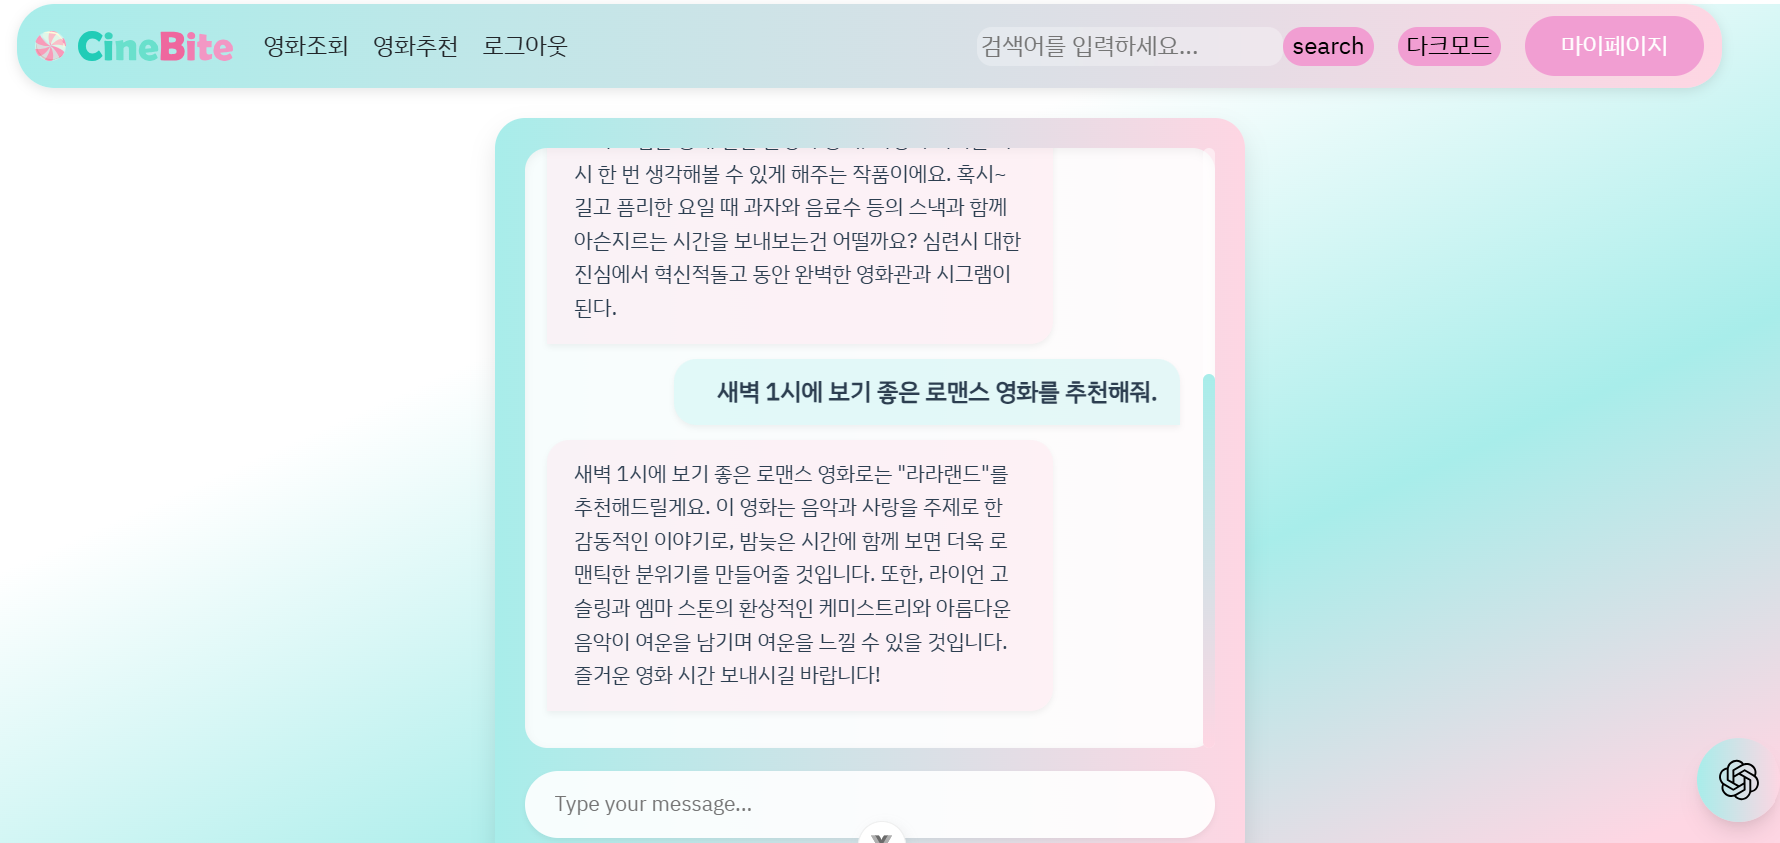 CineBite 영화조회 영화추천 로그아웃 검색어를 입력하세요... search 다크모드 마이페이지
시 한 번 생각해볼 수 있게 해주는 작품이에요. 혹시~
길고 픔리한 요일 때 과자와 음료수 등의 스낵과 함께
아슨지르는 시간을 보내보는건 어떨까요? 심련시 대한
진심에서 혁신적돌고 동안 완벽한 영화관과 시그램이
된다.
새벽 1시에 보기 좋은 로맨스 영화를 추천해줘.
새벽 1시에 보기 좋은 로맨스 영화로는 "라라랜드"를
추천해드릴게요. 이 영화는 음악과 사랑을 주제로 한
감동적인 이야기로, 밤늦은 시간에 함께 보면 더욱 로
맨틱한 분위기를 만들어줄 것입니다. 또한, 라이언 고
슬링과 엠마 스톤의 환상적인 케미스트리와 아름다운
음악이 여운을 남기며 여운을 느낄 수 있을 것입니다.
즐거운 영화 시간 보내시길 바랍니다!
Type your message...